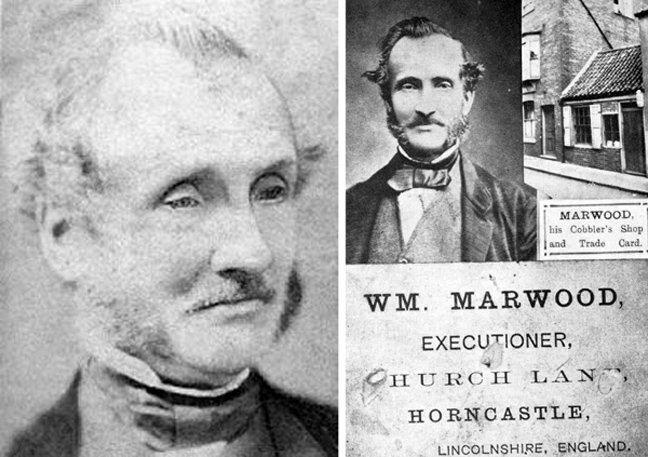 MARWOOD,
his Cobbler's Shop
and Trade Card.
WM. MARWOOD,
EXECUTIONER,
CHURCH LANE,
HORNCASTLE,
LINCOLNSHIRE, ENGLAND.